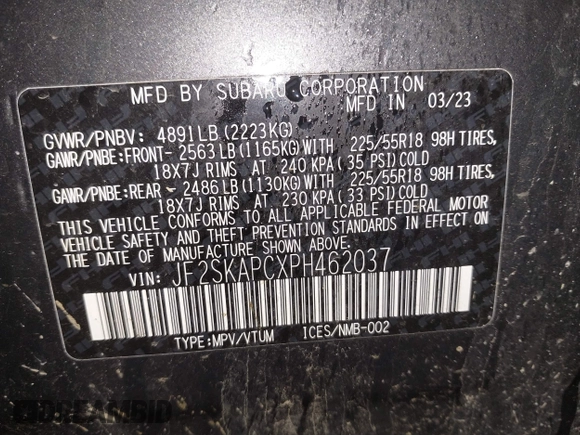 MFD BY SUBARU CORPORATION
MFD. IN 03/23
GVWR/PNBV: 4891LB(2223KG)
GAWR/PNBE:FRONT- 2563LB(1165KG)WITH 225/55R18 98H TIRES,
18X7J RIMS AT 240 KPA(35 PSI)COLD
GAWR/PNBE:REAR - 2486LB(1130KG)WITH 225/55R18 98H TIRES,
18X7J RIMS AT 230 KPA(33 PSI)COLD
THIS VEHICLE CONFORMS TO ALL APPLICABLE FEDERAL MOTOR
VEHICLE SAFETY AND THEFT PREVENTION STANDARDS IN EFFECT ON
THE DATE OF MANUFACTURE SHOWN ABOVE.
VIN: JF2SKAPCXPH462037
TYPE:MPV/VTUM ICES/NMB-002
DREAMBID